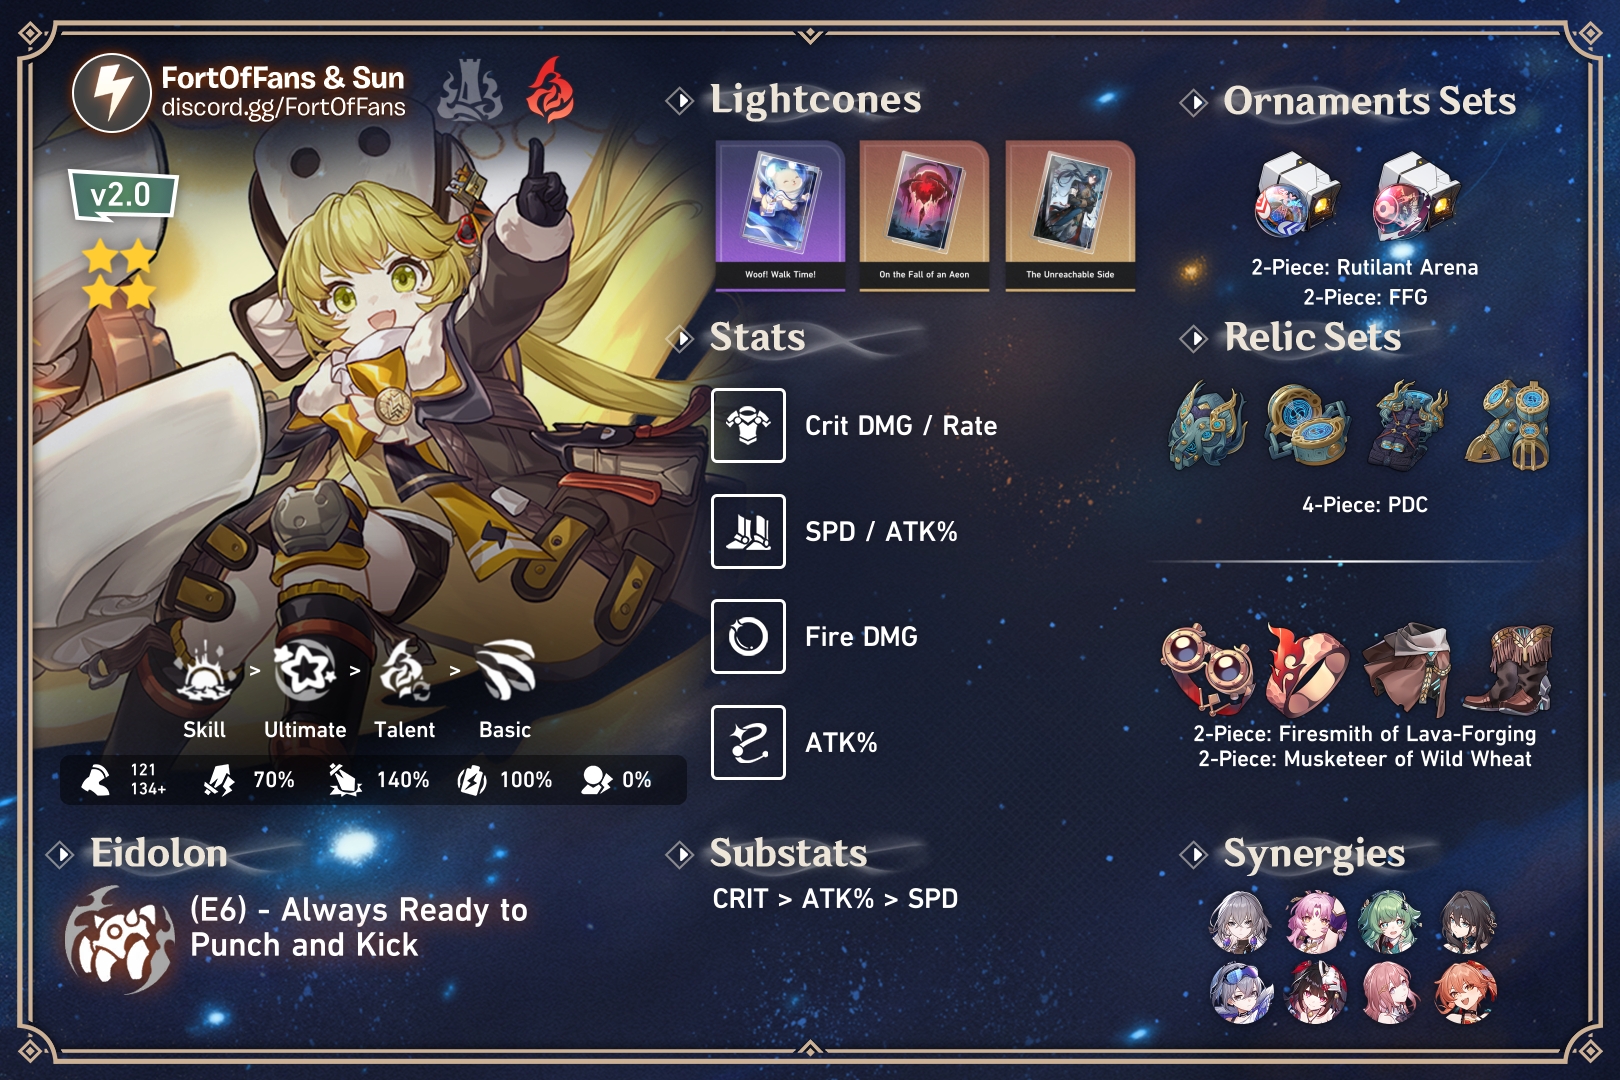 FortOfFans & Sun
discord.gg/FortOfFans
v2.0
Skill > Ultimate > Talent > Basic
121
134+
70%
140%
100%
0%
Eidolon
(E6) - Always Ready to
Punch and Kick
Lightcones
Woof! Walk Time!
On the Fall of an Aeon
The Unreachable Side
Stats
Crit DMG / Rate
SPD / ATK%
Fire DMG
ATK%
Substats
CRIT > ATK% > SPD
Ornaments Sets
2-Piece: Rutilant Arena
2-Piece: FFG
Relic Sets
4-Piece: PDC
2-Piece: Firesmith of Lava-Forging
2-Piece: Musketeer of Wild Wheat
Synergies